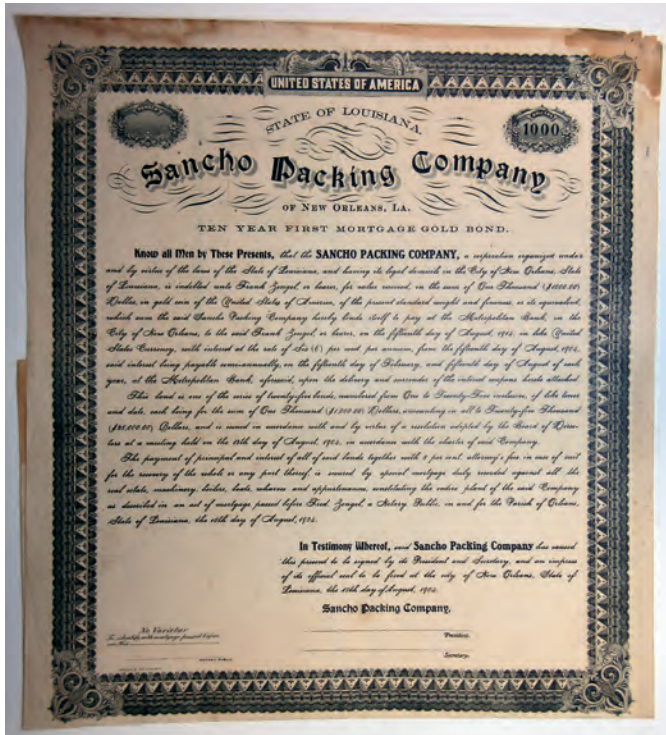 UNITED STATES OF AMERICA
STATE OF LOUISIANA.
1000
Sancho Packing Company
OF NEW ORLEANS, LA.
TEN YEAR FIRST MORTGAGE GOLD BOND.
Know all Men by These Presents, that the SANCHO PACKING COMPANY, a corporation organized under
and by virtue of the laws of the State of Louisiana, and having its legal domicile in the City of New Orleans, State
of Louisiana, is indebted unto Frank Zengel, or bearer, for value received, in the sum of One Thousand ($1000.00)
Dollars, in gold coin of the United States of America, of the present standard weight and fineness, or its equivalent,
which sum the said Sancho Packing Company hereby binds itself to pay at the Metropolitan Bank, in the
City of New Orleans, to the said Frank Zengel, or bearer, on the fifteenth day of August, in like United
States Currency, with interest at the rate of Six (6) per cent per annum, from the fifteenth day of August, 1902,
said interest being payable semi-annually, on the fifteenth day of February, and fifteenth day of August of each
year, at the Metropolitan Bank, aforesaid, upon the delivery and surrender of the interest coupons hereto attached.
This bond is one of the series of Twenty-five bonds, numbered from One to Twenty-Five inclusive, of like tenor
and date, each being for the sum of One Thousand ($1000.00) Dollars, amounting in all to Twenty-five Thousand
($25,000.00) Dollars, and is issued in accordance with and by virtue of a resolution adopted by the Board of Direc-
tors at a meeting held on the day of August, 1902, in accordance with the charter of said Company.
The payment of principal and interest of all of said bonds together with per cent. attorney's fee in case of suit
for the recovery of the whole or any part thereof, is secured by special mortgage duly recorded against all the
real estate, machinery, boilers, boats, wharves and appurtenances, constituting the entire plant of the said Company
as described in an act of mortgage passed before Fred. Zengel, a Notary Public, in and for the Parish of Orleans,
State of Louisiana, the day of August, 1902.
In Testimony Whereof, said Sancho Packing Company has caused
this present to be signed by its President and Secretary, and an impress
of its official seal to be fixed at the city of New Orleans, State of
Louisiana, the day of August, 1902.
Sancho Packing Company,
Ne Varietur
To identify with mortgage passed before
President.
Secretary.
NOTARY PUBLIC.